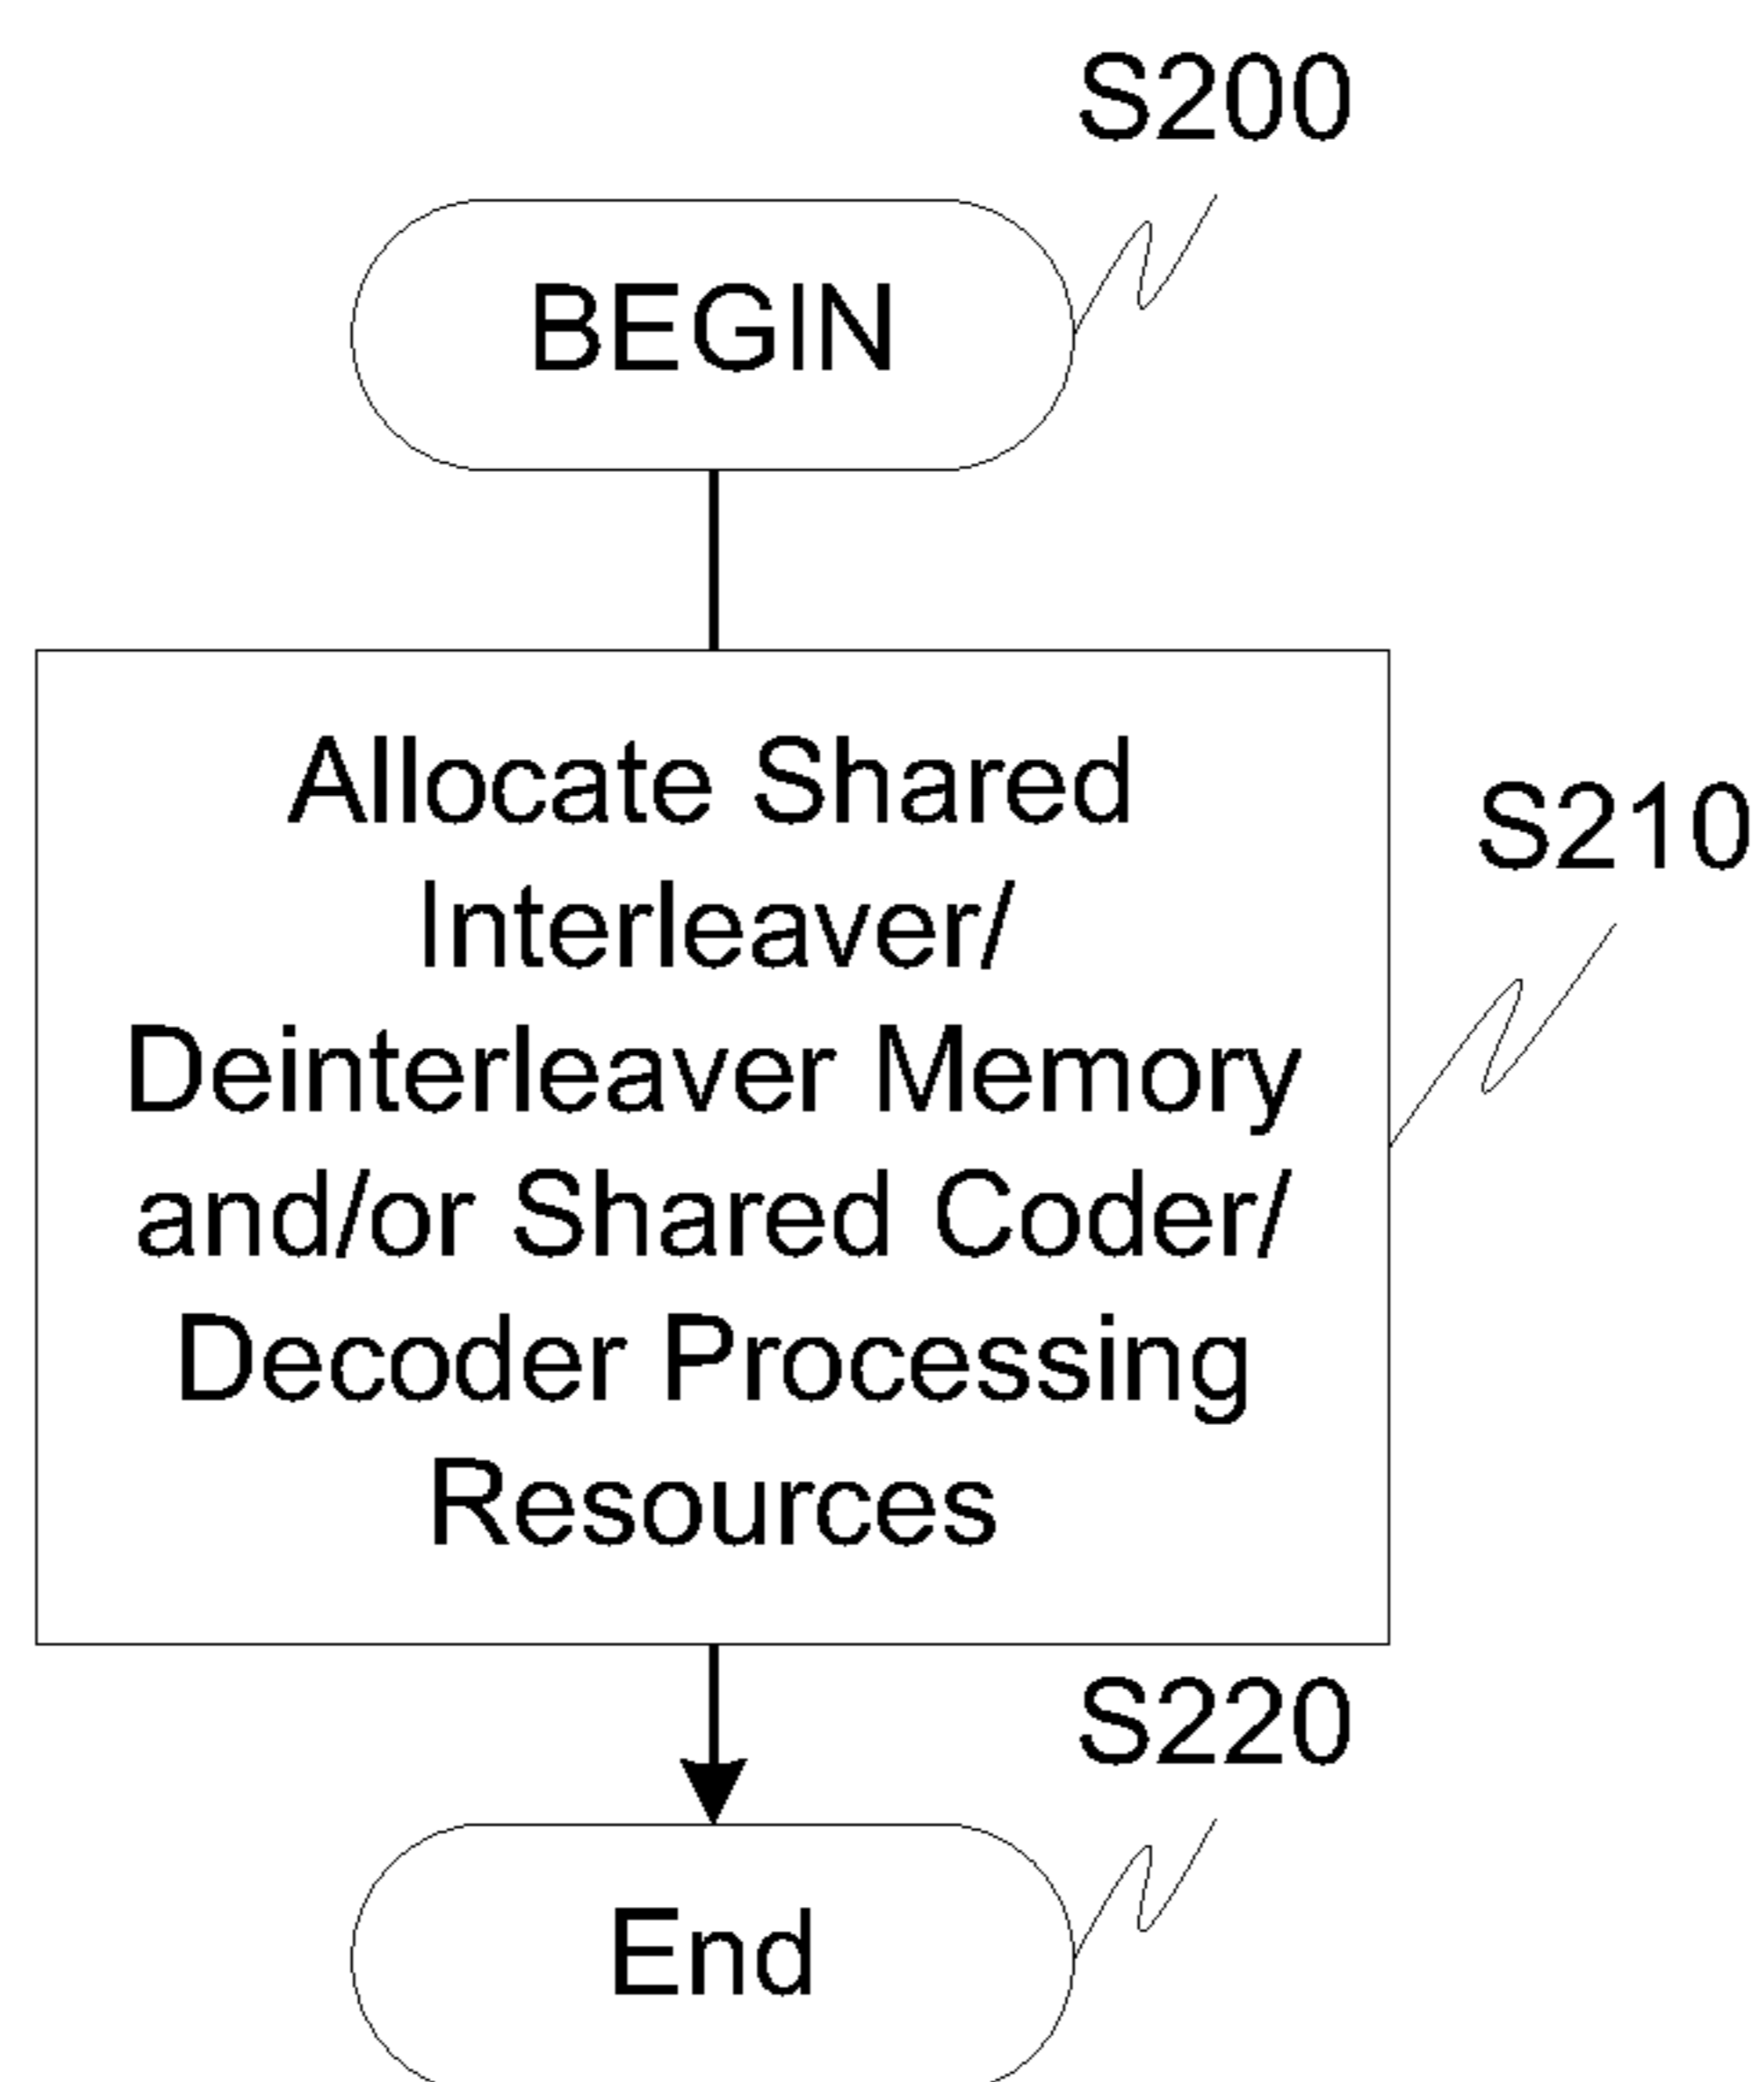 S200
BEGIN
Allocate Shared
Interleaver/
Deinterleaver Memory
and/or Shared Coder/
Decoder Processing
Resources
S210
S220
End